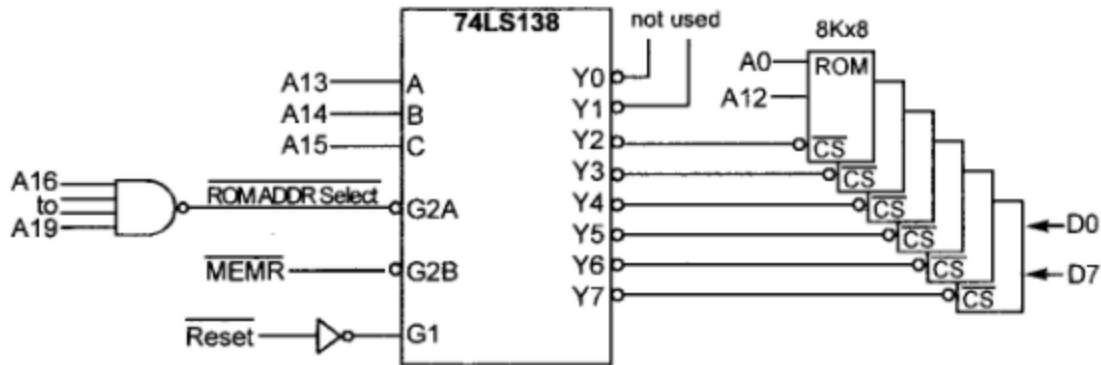 74LS138
not used
8Kx8
A13
A
Y0
A0
ROM
A14
B
Y1
A12
A15
C
Y2
CS
Y3
CS
A16
to
A19
ROM ADDR Select
G2A
Y4
CS
D0
Y5
CS
MEMR
G2B
Y6
CS
D7
Y7
CS
Reset
G1